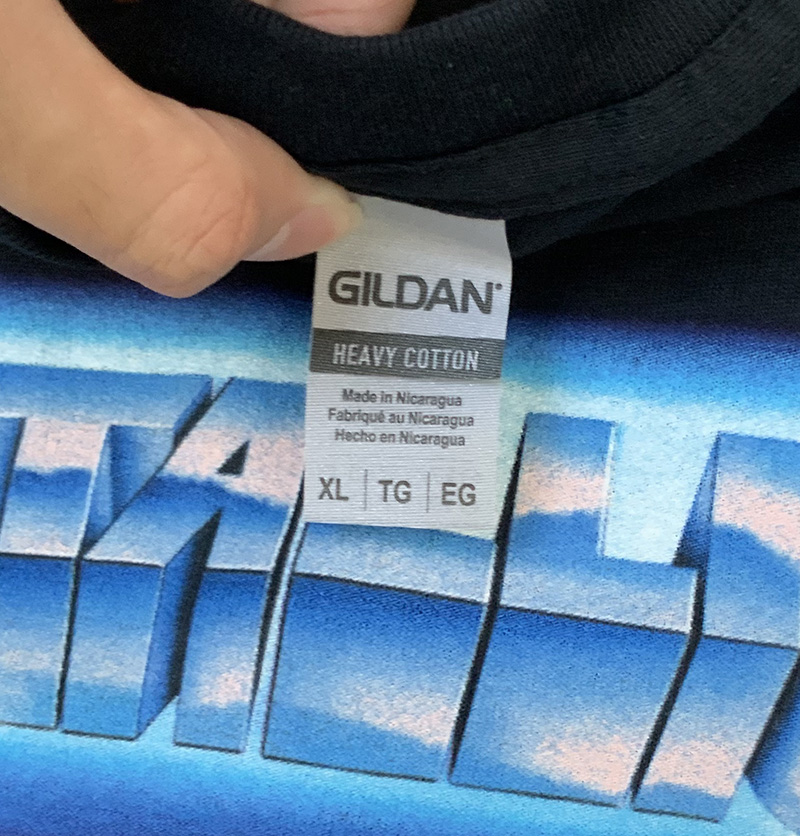 GILDAN
HEAVY COTTON
Made in Nicaragua
Fabriqué au Nicaragua
Hecho en Nicaragua
XL | TG | EG